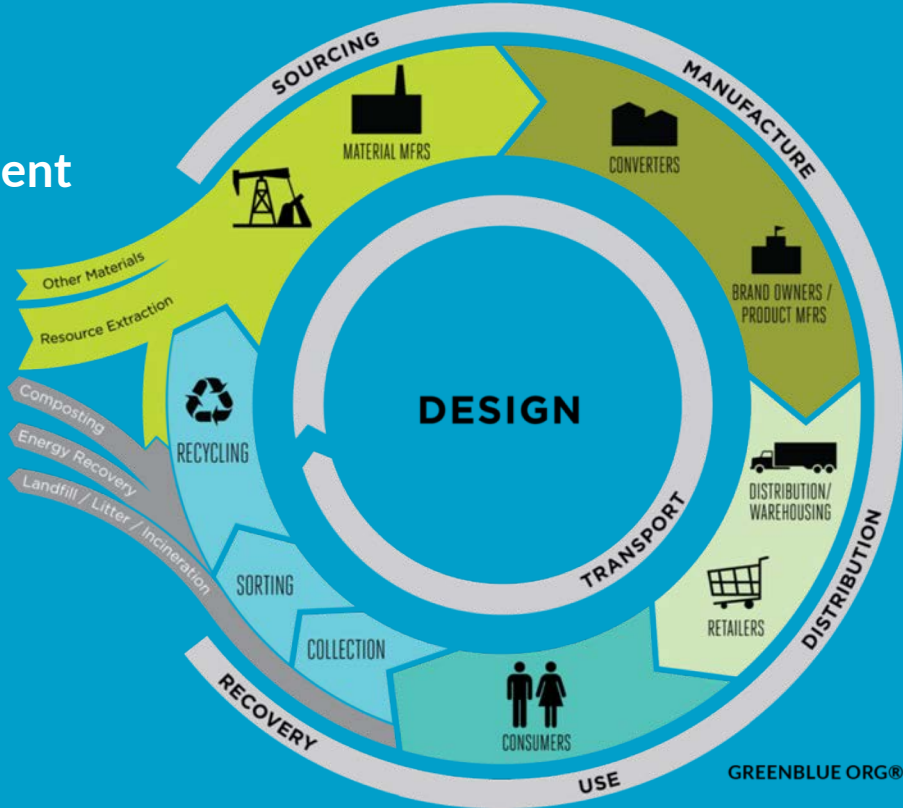 ent
SOURCING
MANUFACTURE
MATERIAL MFRS
CONVERTERS
Other Materials
Resource Extraction
BRAND OWNERS /
PRODUCT MFRS
Composting
Energy Recovery
Landfill / Litter / Incineration
RECYCLING
DESIGN
DISTRIBUTION/
WAREHOUSING
TRANSPORT
DISTRIBUTION
SORTING
RETAILERS
COLLECTION
RECOVERY
CONSUMERS
USE
GREENBLUE ORG®